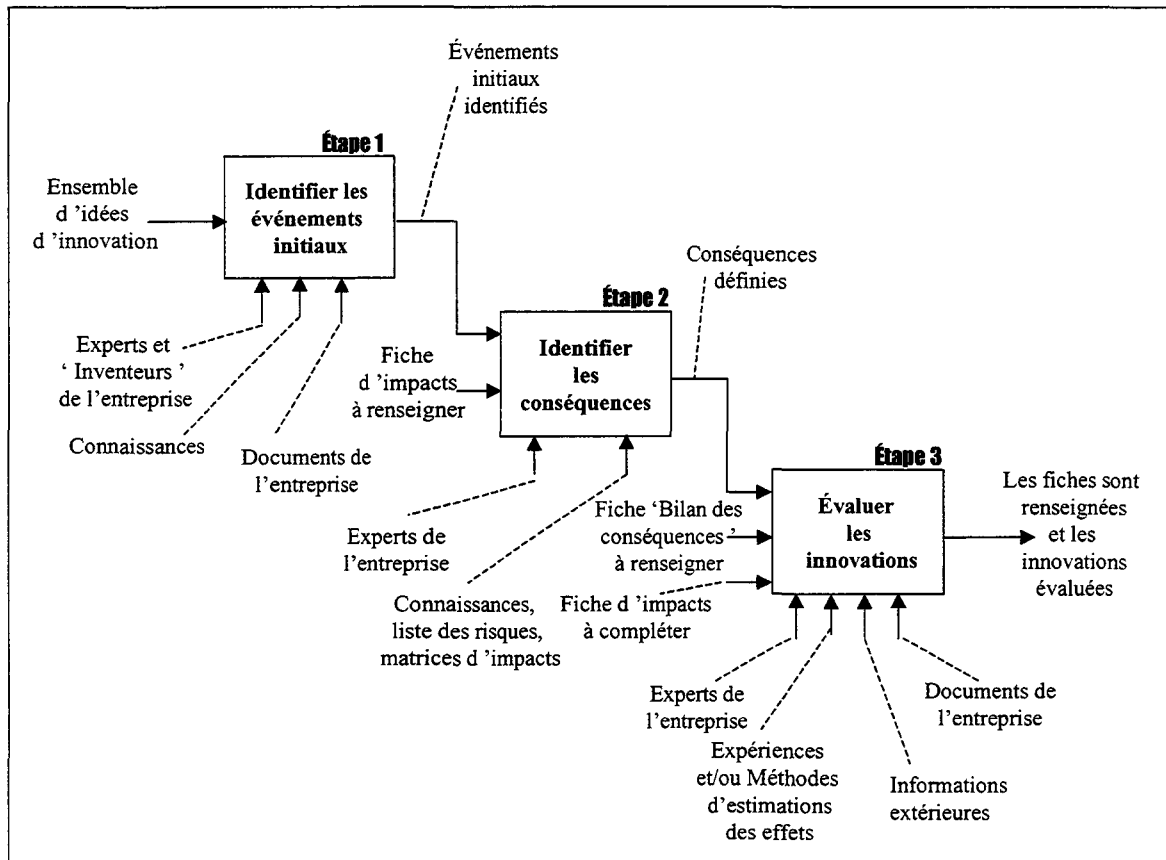 Événements
initiaux
identifiés
Étape 1
Ensemble
d 'idées
d 'innovation
Identifier les
événements
initiaux
Experts et
‘ Inventeurs ’
de l'entreprise
Connaissances
Documents de
l'entreprise
Conséquences
définies
Étape 2
Fiche
d 'impacts
à renseigner
Identifier
les
conséquences
Experts de
l'entreprise
Connaissances,
liste des risques,
matrices d 'impacts
Étape 3
Fiche ‘Bilan des
conséquences ’
à renseigner
Fiche d 'impacts
à compléter
Évaluer
les
innovations
Les fiches sont
renseignées
et les
innovations
évaluées
Experts de
l'entreprise
Expériences
et/ou Méthodes
d'estimations
des effets
Informations
extérieures
Documents de
l'entreprise